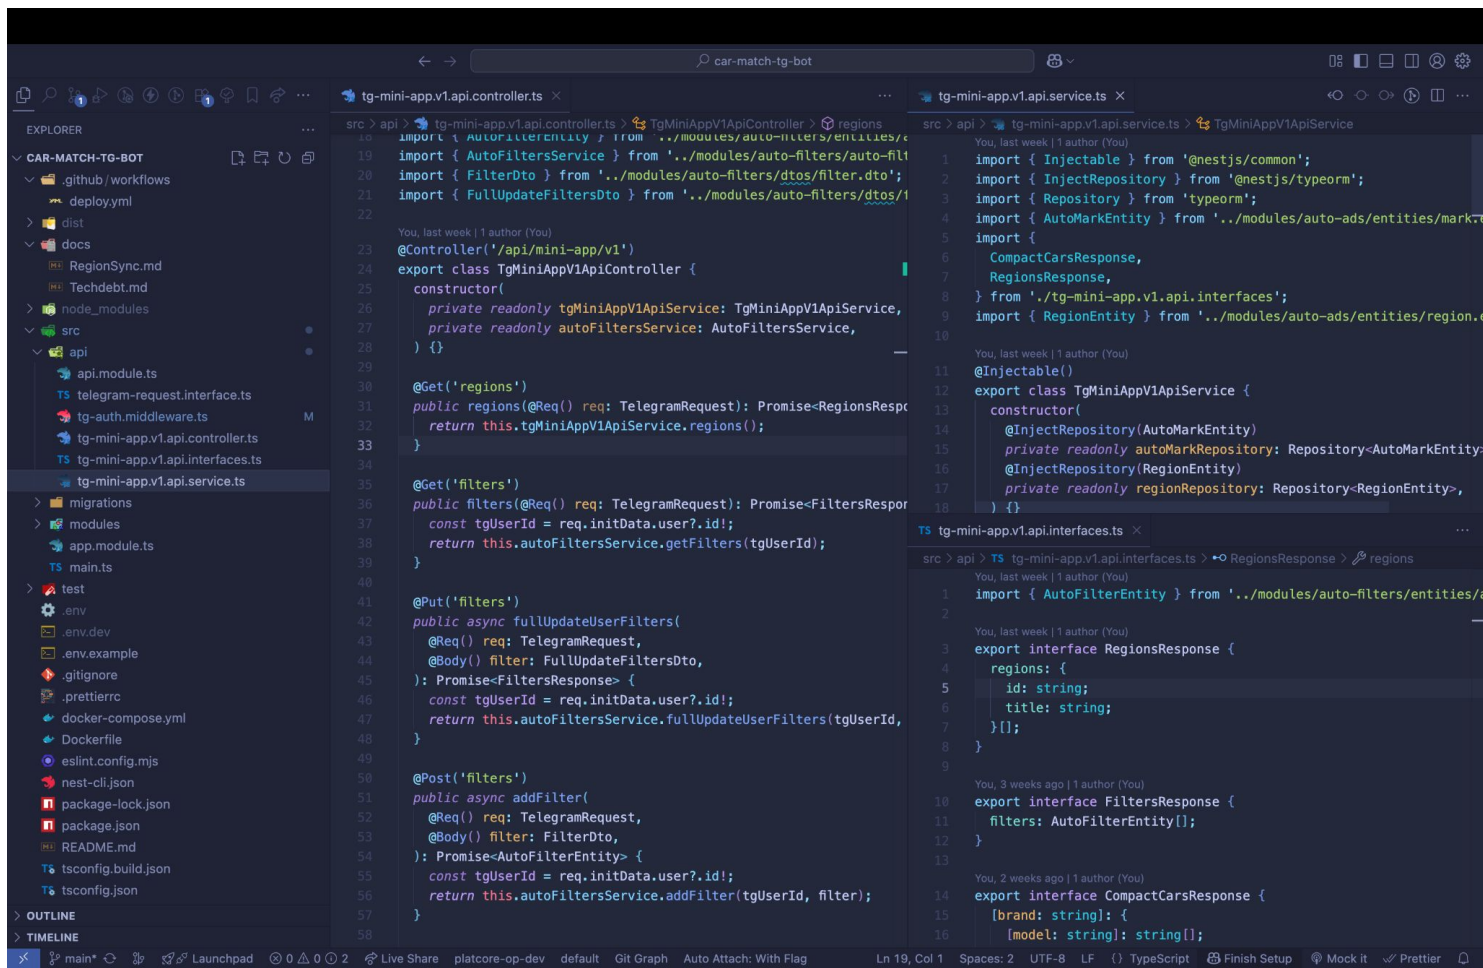 car-match-tg-bot
EXPLORER
CAR-MATCH-TG-BOT
.github/workflows
deploy.yml
dist
docs
RegionSync.md
Techdebt.md
node_modules
src
api
api.module.ts
telegram-request.interface.ts
tg-auth.middleware.ts M
tg-mini-app.v1.api.controller.ts
tg-mini-app.v1.api.interfaces.ts
tg-mini-app.v1.api.service.ts
migrations
modules
app.module.ts
main.ts
test
.env
.env.dev
.env.example
.gitignore
.prettierrc
docker-compose.yml
Dockerfile
eslint.config.mjs
nest-cli.json
package-lock.json
package.json
README.md
tsconfig.build.json
tsconfig.json
OUTLINE
TIMELINE
tg-mini-app.v1.api.controller.ts
src > api > tg-mini-app.v1.api.controller.ts > TgMiniAppV1ApiController > regions
18 import { AutoFilterEntity } from '../modules/auto-filters/entities/a
19 import { AutoFiltersService } from '../modules/auto-filters/auto-filt
20 import { FilterDto } from '../modules/auto-filters/dtos/filter.dto';
21 import { FullUpdateFiltersDto } from '../modules/auto-filters/dtos/f
22
You, last week | 1 author (You)
23 @Controller('/api/mini-app/v1')
24 export class TgMiniAppV1ApiController {
25 constructor(
26 private readonly tgMiniAppV1ApiService: TgMiniAppV1ApiService,
27 private readonly autoFiltersService: AutoFiltersService,
28 ) {}
29
30 @Get('regions')
31 public regions(@Req() req: TelegramRequest): Promise<RegionsRespo
32 return this.tgMiniAppV1ApiService.regions();
33 }
34
35 @Get('filters')
36 public filters(@Req() req: TelegramRequest): Promise<FiltersRespor
37 const tgUserId = req.initData.user?.id!;
38 return this.autoFiltersService.getFilters(tgUserId);
39 }
40
41 @Put('filters')
42 public async fullUpdateUserFilters(
43 @Req() req: TelegramRequest,
44 @Body() filter: FullUpdateFiltersDto,
45 ): Promise<FiltersResponse> {
46 const tgUserId = req.initData.user?.id!;
47 return this.autoFiltersService.fullUpdateUserFilters(tgUserId,
48 }
49
50 @Post('filters')
51 public async addFilter(
52 @Req() req: TelegramRequest,
53 @Body() filter: FilterDto,
54 ): Promise<AutoFilterEntity> {
55 const tgUserId = req.initData.user?.id!;
56 return this.autoFiltersService.addFilter(tgUserId, filter);
57 }
58
tg-mini-app.v1.api.service.ts
src > api > tg-mini-app.v1.api.service.ts > TgMiniAppV1ApiService
You, last week | 1 author (You)
1 import { Injectable } from '@nestjs/common';
2 import { InjectRepository } from '@nestjs/typeorm';
3 import { Repository } from 'typeorm';
4 import { AutoMarkEntity } from '../modules/auto-ads/entities/mark.e
5 import {
6 CompactCarsResponse,
7 RegionsResponse,
8 } from './tg-mini-app.v1.api.interfaces';
9 import { RegionEntity } from '../modules/auto-ads/entities/region.e
10
You, last week | 1 author (You)
11 @Injectable()
12 export class TgMiniAppV1ApiService {
13 constructor(
14 @InjectRepository(AutoMarkEntity)
15 private readonly autoMarkRepository: Repository<AutoMarkEntity>
16 @InjectRepository(RegionEntity)
17 private readonly regionRepository: Repository<RegionEntity>,
18 ) {}
TS tg-mini-app.v1.api.interfaces.ts
src > api > TS tg-mini-app.v1.api.interfaces.ts > RegionsResponse > regions
You, last week | 1 author (You)
1 import { AutoFilterEntity } from '../modules/auto-filters/entities/a
2
You, last week | 1 author (You)
3 export interface RegionsResponse {
4 regions: {
5 id: string;
6 title: string;
7 }[];
8 }
9
You, 3 weeks ago | 1 author (You)
10 export interface FiltersResponse {
11 filters: AutoFilterEntity[];
12 }
13
You, 2 weeks ago | 1 author (You)
14 export interface CompactCarsResponse {
15 [brand: string]: {
16 [model: string]: string[];
main* Launchpad 0 0 2 Live Share platcore-op-dev default Git Graph Auto Attach: With Flag Ln 19, Col 1 Spaces: 2 UTF-8 LF {} TypeScript Finish Setup Mock it Prettier